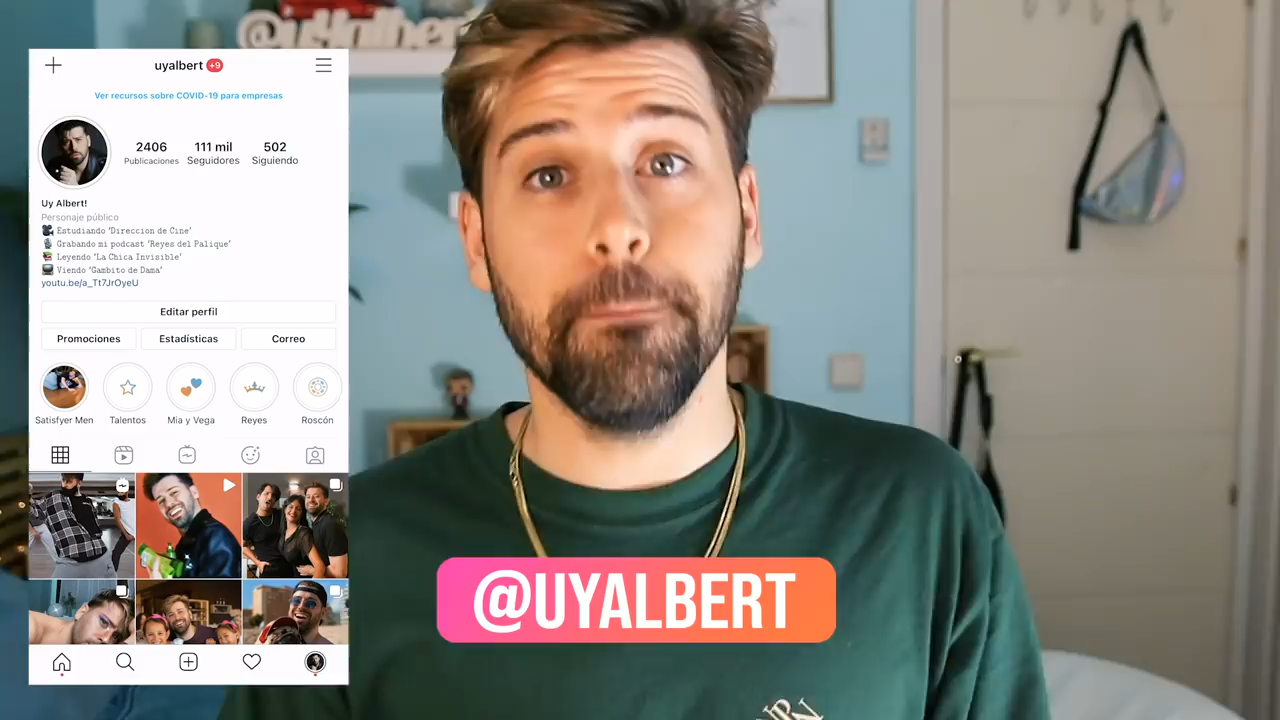 @uyalbert
uyalbert +9
Ver recursos sobre COVID-19 para empresas
2406 111 mil 502
Publicaciones Seguidores Siguiendo
Uy Albert!
Personaje público
Estudiando 'Direccion de Cine'
Grabando mi podcast 'Reyes del Palique'
Leyendo 'La Chica Invisible'
Viendo 'Gambito de Dama'
youtu.be/a_Tt7JrOyeU
Editar perfil
Promociones Estadísticas Correo
Satisfyer Men Talentos Mia y Vega Reyes Roscón
@UYALBERT